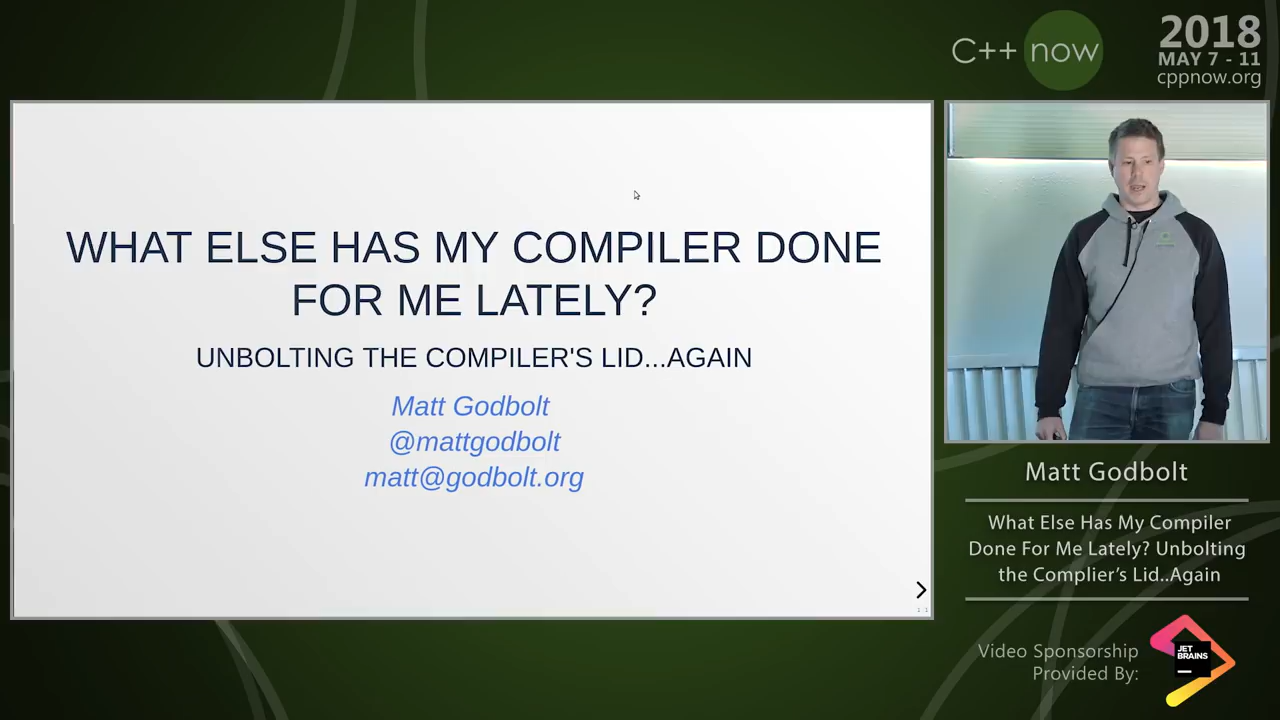 C++ now
2018
MAY 7 - 11
cppnow.org
WHAT ELSE HAS MY COMPILER DONE
FOR ME LATELY?
UNBOLTING THE COMPILER'S LID...AGAIN
Matt Godbolt
@mattgodbolt
matt@godbolt.org
Matt Godbolt
What Else Has My Compiler
Done For Me Lately? Unbolting
the Complier’s Lid..Again
Video Sponsorship
Provided By:
JET
BRAINS